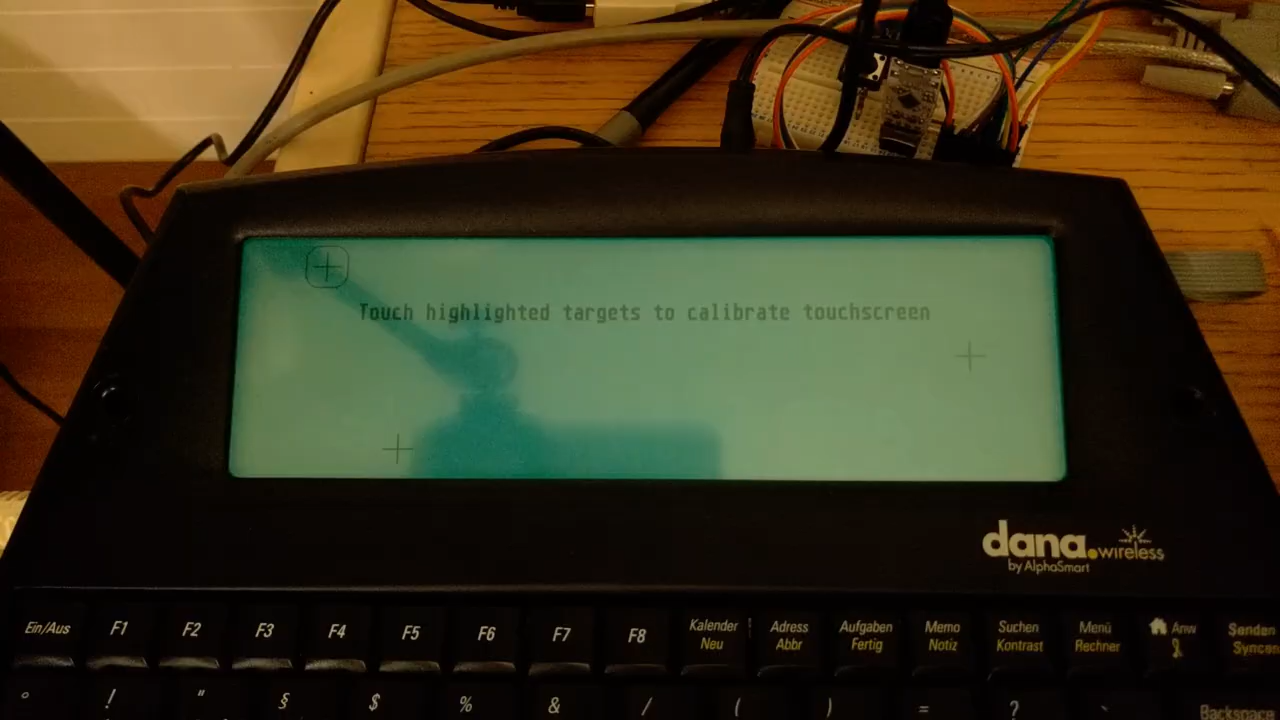 Touch highlighted targets to calibrate touchscreen
dana.wireless
by AlphaSmart
Ein/Aus F1 F2 F3 F4 F5 F6 F7 F8 Kalender Neu Adress Abbr Aufgaben Fertig Memo Notiz Suchen Kontrast Menü Rechner Anw Senden Syncen
° ! " § $ % & / ( ) = ? ` Backspace